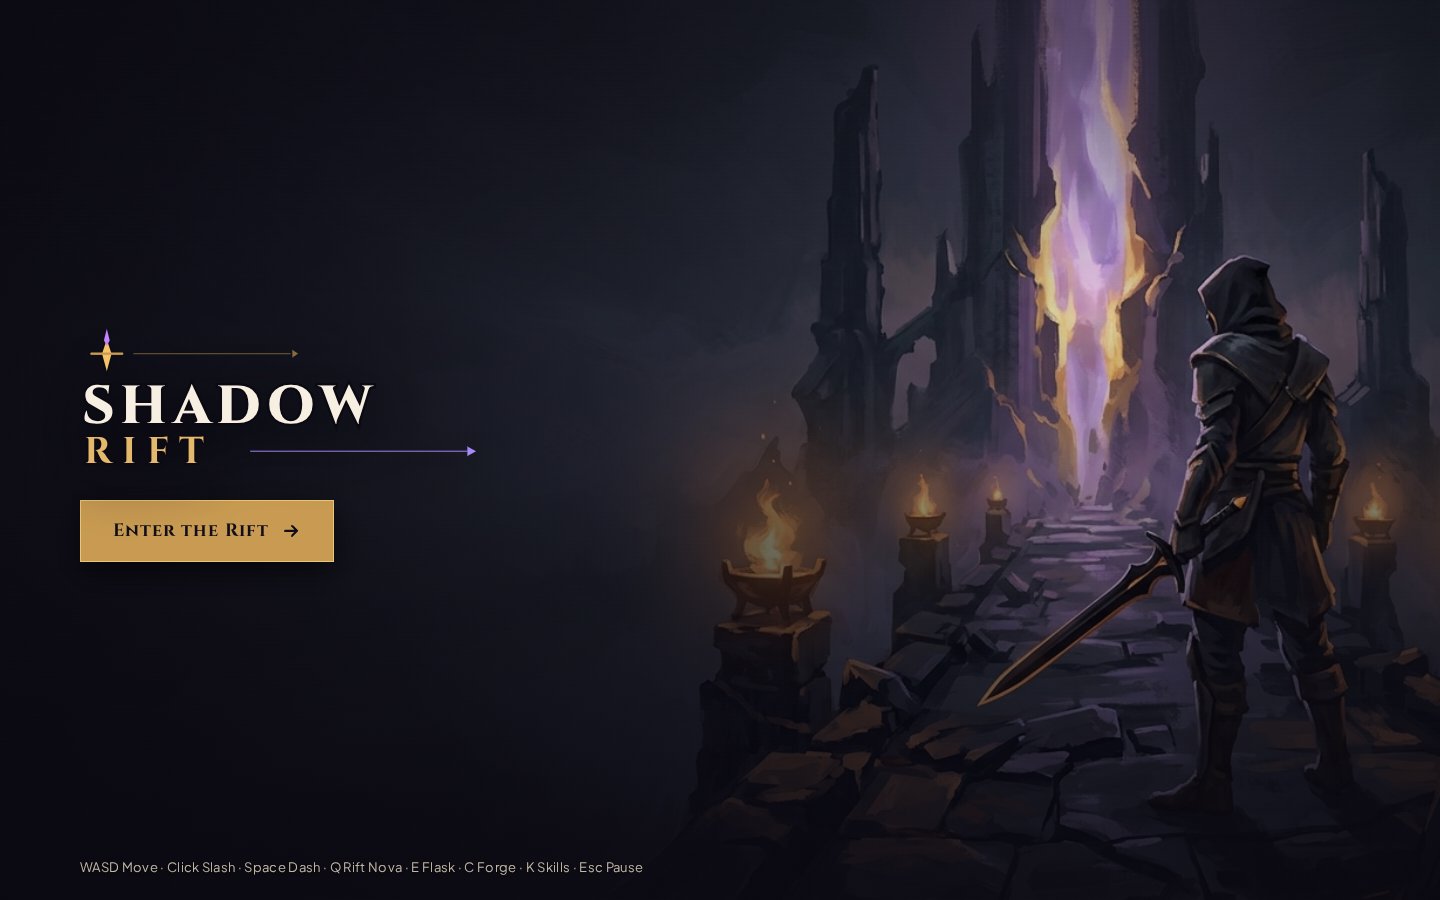 SHADOW
RIFT
Enter the Rift →
WASD Move · Click Slash · Space Dash · Q Rift Nova · E Flask · C Forge · K Skills · Esc Pause